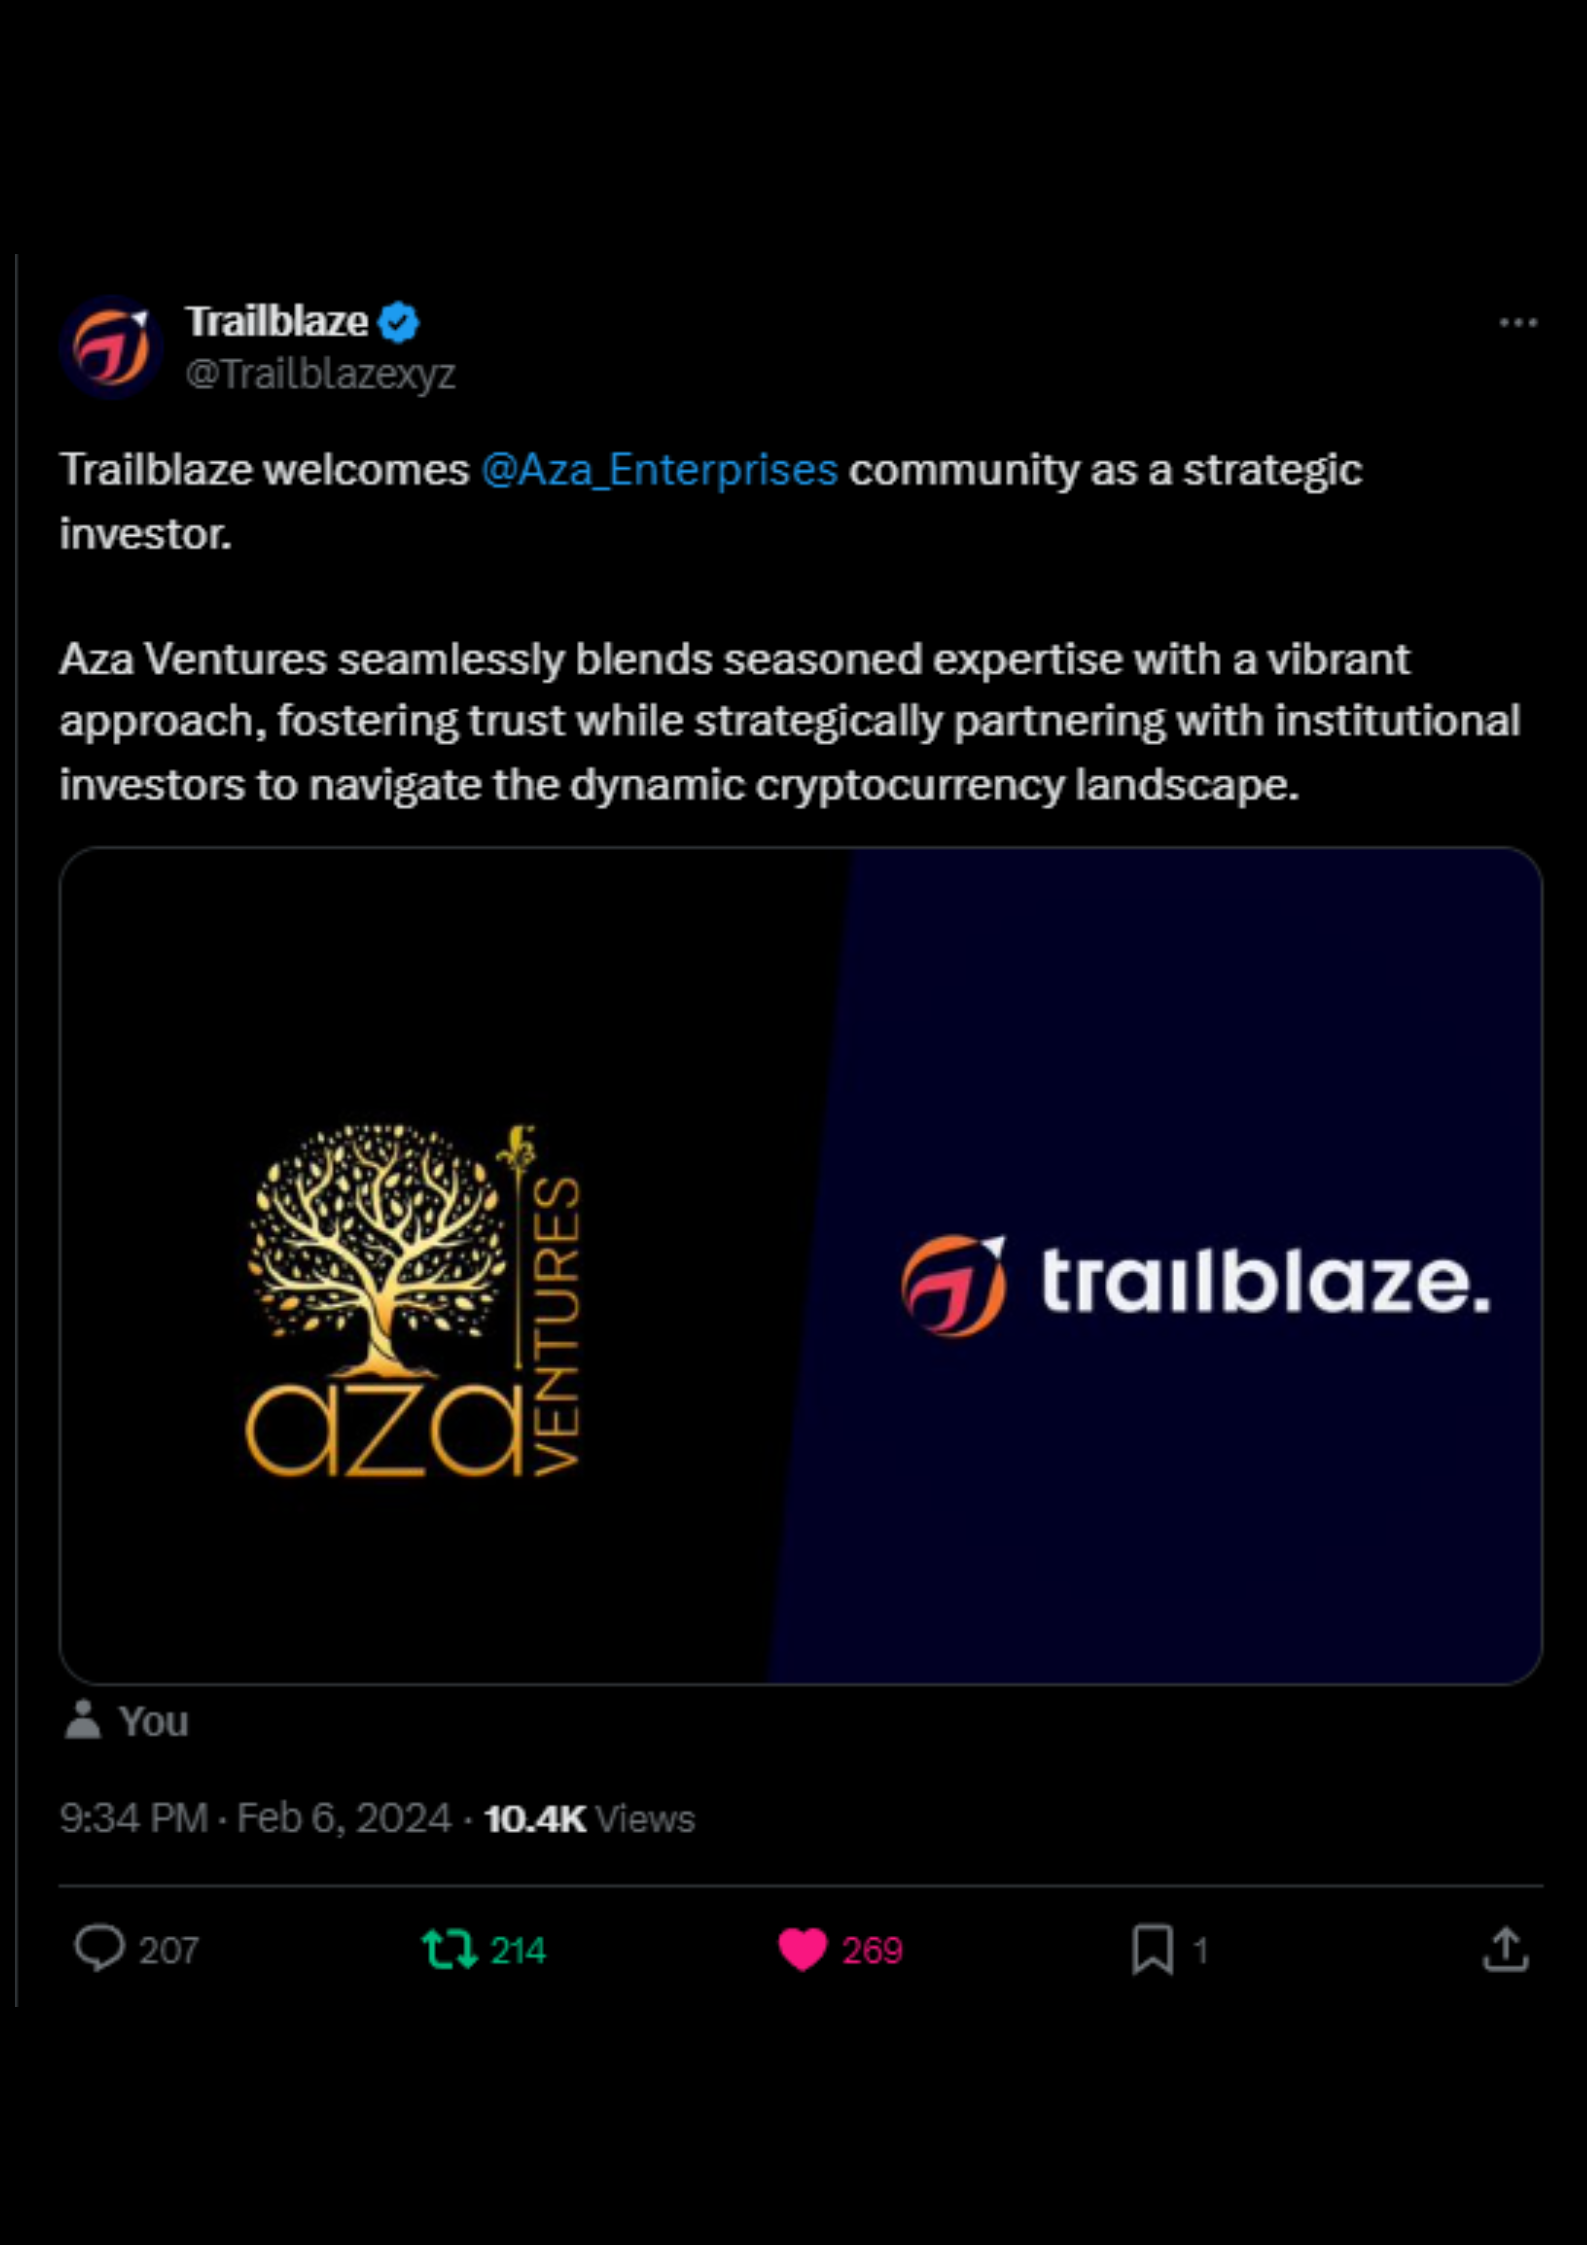 Trailblaze
@Trailblazexyz
Trailblaze welcomes @Aza_Enterprises community as a strategic
investor.
Aza Ventures seamlessly blends seasoned expertise with a vibrant
approach, fostering trust while strategically partnering with institutional
investors to navigate the dynamic cryptocurrency landscape.
aza
VENTURES
trailblaze.
You
9:34 PM · Feb 6, 2024 · 10.4K Views
207 214 269 1